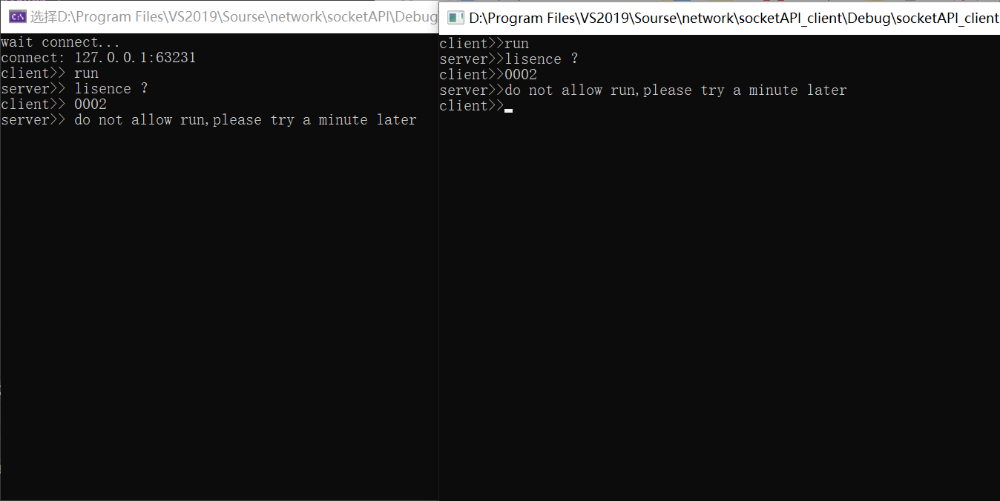 选择D:\Program Files\VS2019\Sourse\network\socketAPI\Debug
wait connect...
connect: 127.0.0.1:63231
client>> run
server>> lisence ?
client>> 0002
server>> do not allow run,please try a minute later
D:\Program Files\VS2019\Sourse\network\socketAPI_client\Debug\socketAPI_client
client>>run
server>>lisence ?
client>>0002
server>>do not allow run,please try a minute later
client>>